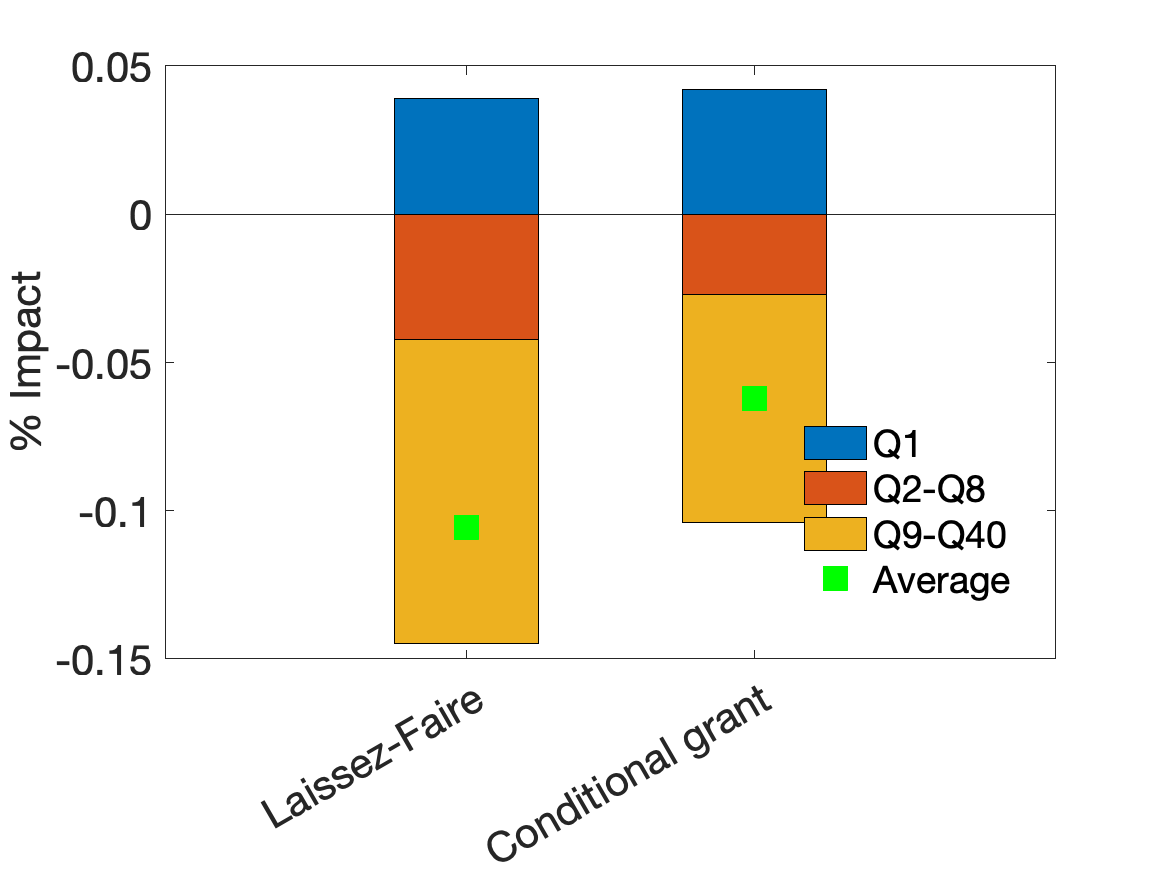 0.05
0
-0.05
-0.1
-0.15
% Impact
Q1
Q2-Q8
Q9-Q40
Average
Laissez-Faire
Conditional grant